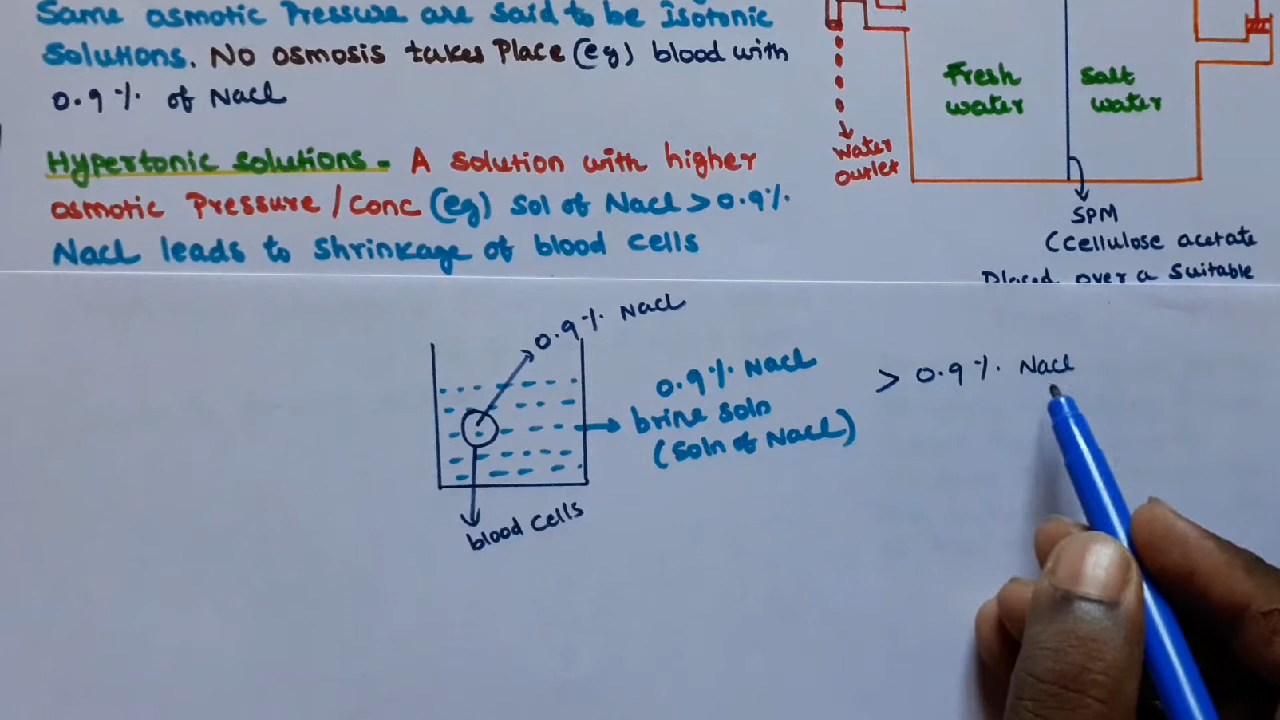 Same osmotic Pressure are said to be isotonic
Solutions. No osmosis takes Place (eg) blood with
0.9 % of Nacl
Hypertonic solutions - A solution with higher
osmotic Pressure / Conc (eg) Sol of Nacl > 0.9 %.
Nacl leads to shrinkage of blood cells
Fresh
water
Salt
water
water
outlet
SPM
(Cellulose acetate
Placed over a suitable
0.9 % Nacl
0.9 % Nacl
brine soln
(soln of Nacl)
> 0.9 % Nacl
blood cells